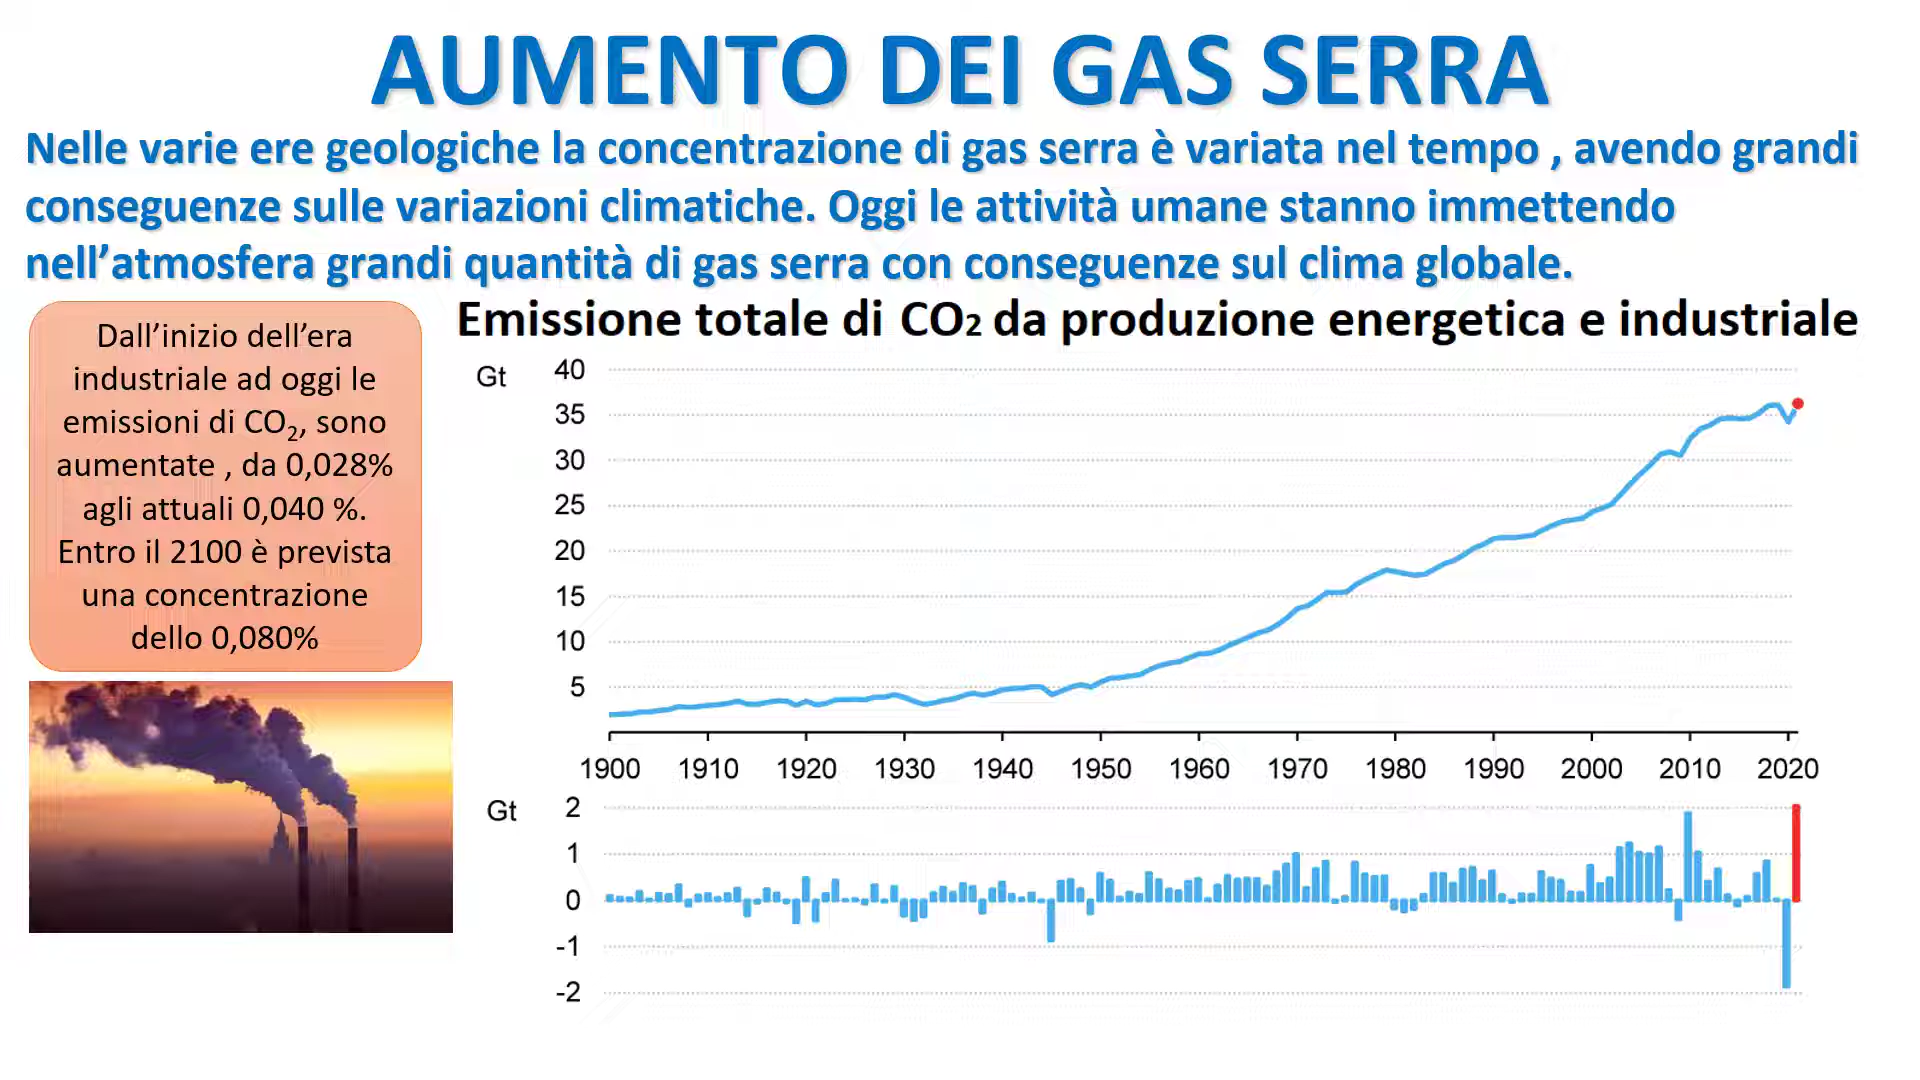 AUMENTO DEI GAS SERRA
Nelle varie ere geologiche la concentrazione di gas serra è variata nel tempo , avendo grandi
conseguenze sulle variazioni climatiche. Oggi le attività umane stanno immettendo
nell’atmosfera grandi quantità di gas serra con conseguenze sul clima globale.
Dall’inizio dell’era
industriale ad oggi le
emissioni di CO₂, sono
aumentate , da 0,028%
agli attuali 0,040 %.
Entro il 2100 è prevista
una concentrazione
dello 0,080%
Emissione totale di CO₂ da produzione energetica e industriale
Gt
40
35
30
25
20
15
10
5
1900 1910 1920 1930 1940 1950 1960 1970 1980 1990 2000 2010 2020
Gt
2
1
0
-1
-2